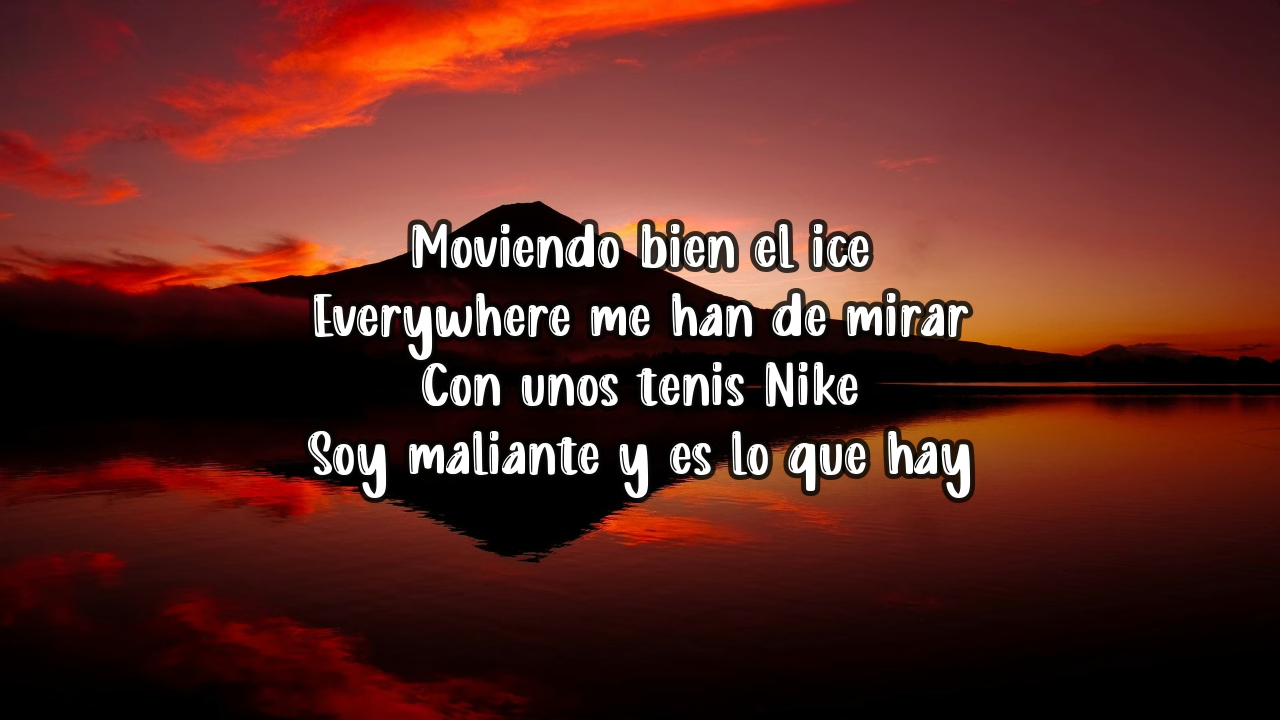 Moviendo bien el ice
Everywhere me han de mirar
Con unos tenis Nike
Soy maliante y es lo que hay